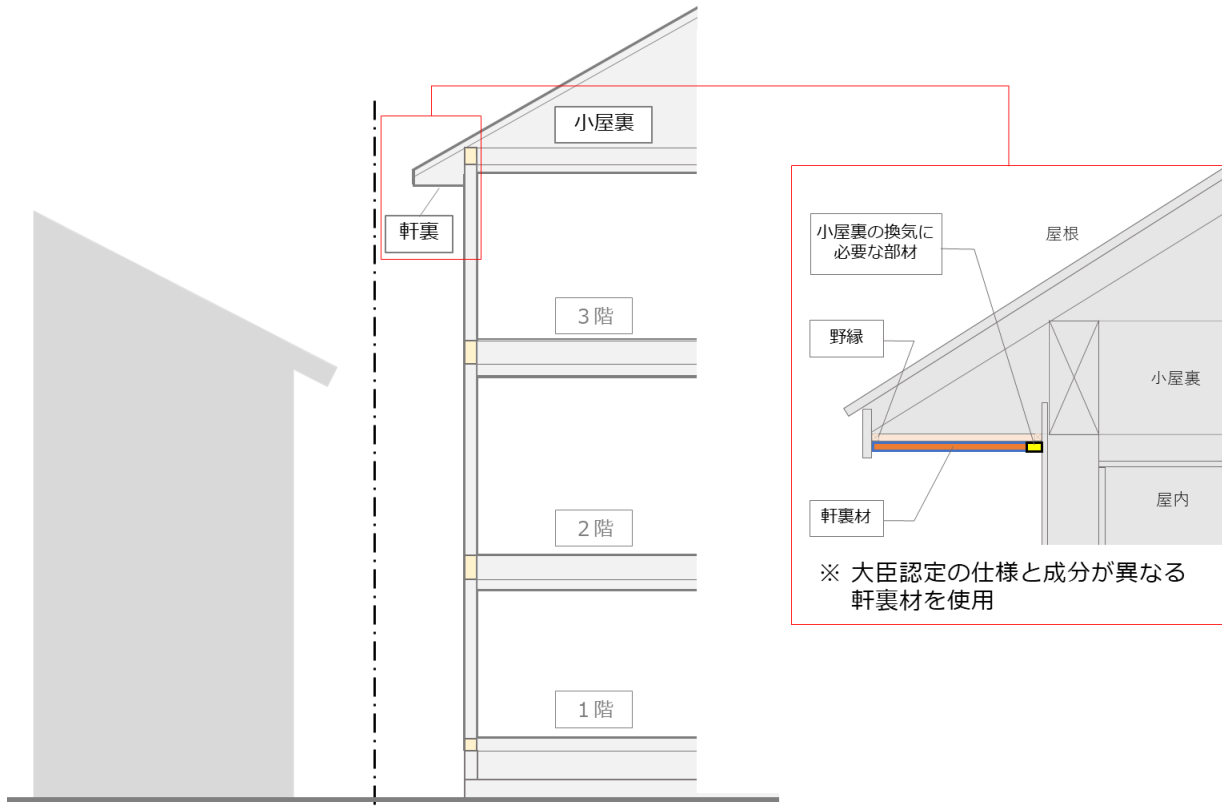 小屋裏
軒裏
3階
2階
1階
小屋裏の換気に
必要な部材
屋根
野縁
小屋裏
軒裏材
屋内
※ 大臣認定の仕様と成分が異なる
軒裏材を使用